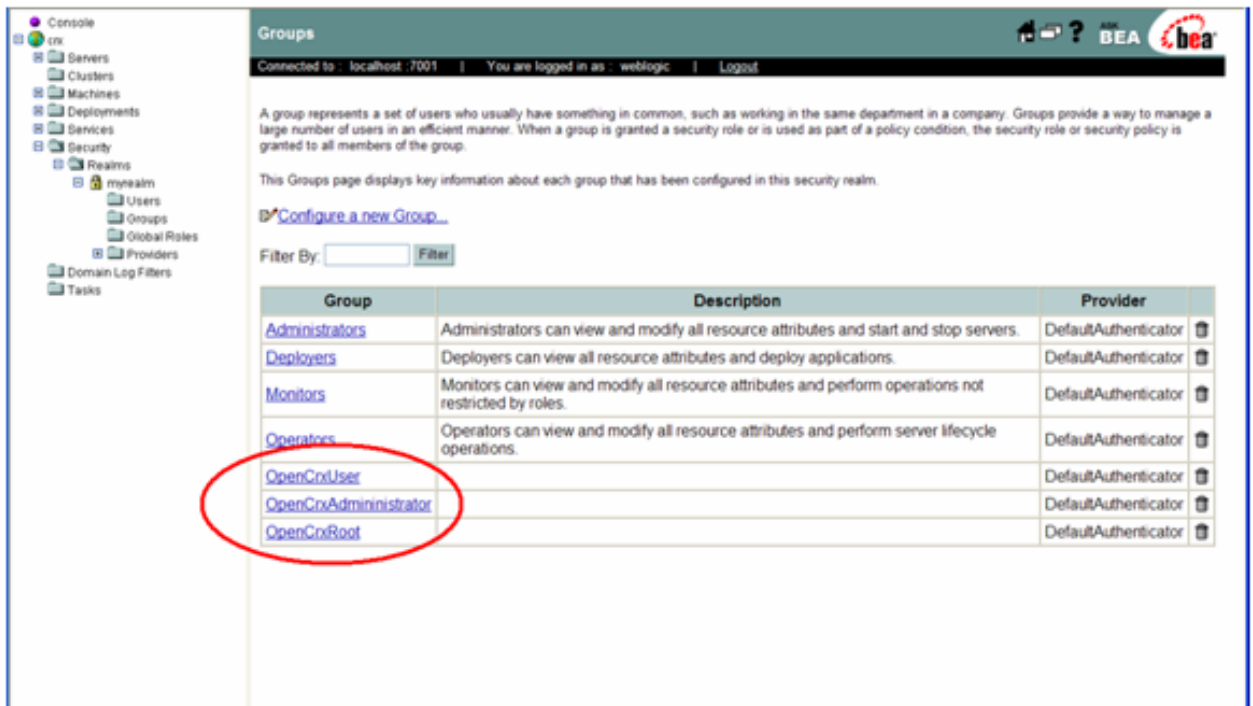 Console
crx
Servers
Clusters
Machines
Deployments
Services
Security
Realms
myrealm
Users
Groups
Global Roles
Providers
Domain Log Filters
Tasks
Groups
? ASK BEA bea
Connected to : localhost :7001 | You are logged in as : weblogic | Logout
A group represents a set of users who usually have something in common, such as working in the same department in a company. Groups provide a way to manage a
large number of users in an efficient manner. When a group is granted a security role or is used as part of a policy condition, the security role or security policy is
granted to all members of the group.
This Groups page displays key information about each group that has been configured in this security realm.
Configure a new Group...
Filter By: Filter
Group Description Provider
Administrators Administrators can view and modify all resource attributes and start and stop servers. DefaultAuthenticator
Deployers Deployers can view all resource attributes and deploy applications. DefaultAuthenticator
Monitors Monitors can view and modify all resource attributes and perform operations not
restricted by roles. DefaultAuthenticator
Operators Operators can view and modify all resource attributes and perform server lifecycle
operations. DefaultAuthenticator
OpenCrxUser DefaultAuthenticator
OpenCrxAdmininistrator DefaultAuthenticator
OpenCrxRoot DefaultAuthenticator